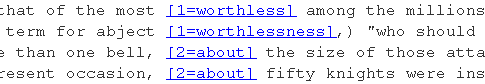 that of the most [1=worthless] among the millions
term for abject [1=worthlessness],) "who should
e than one bell, [2=about] the size of those atta
resent occasion, [2=about] fifty knights were ins